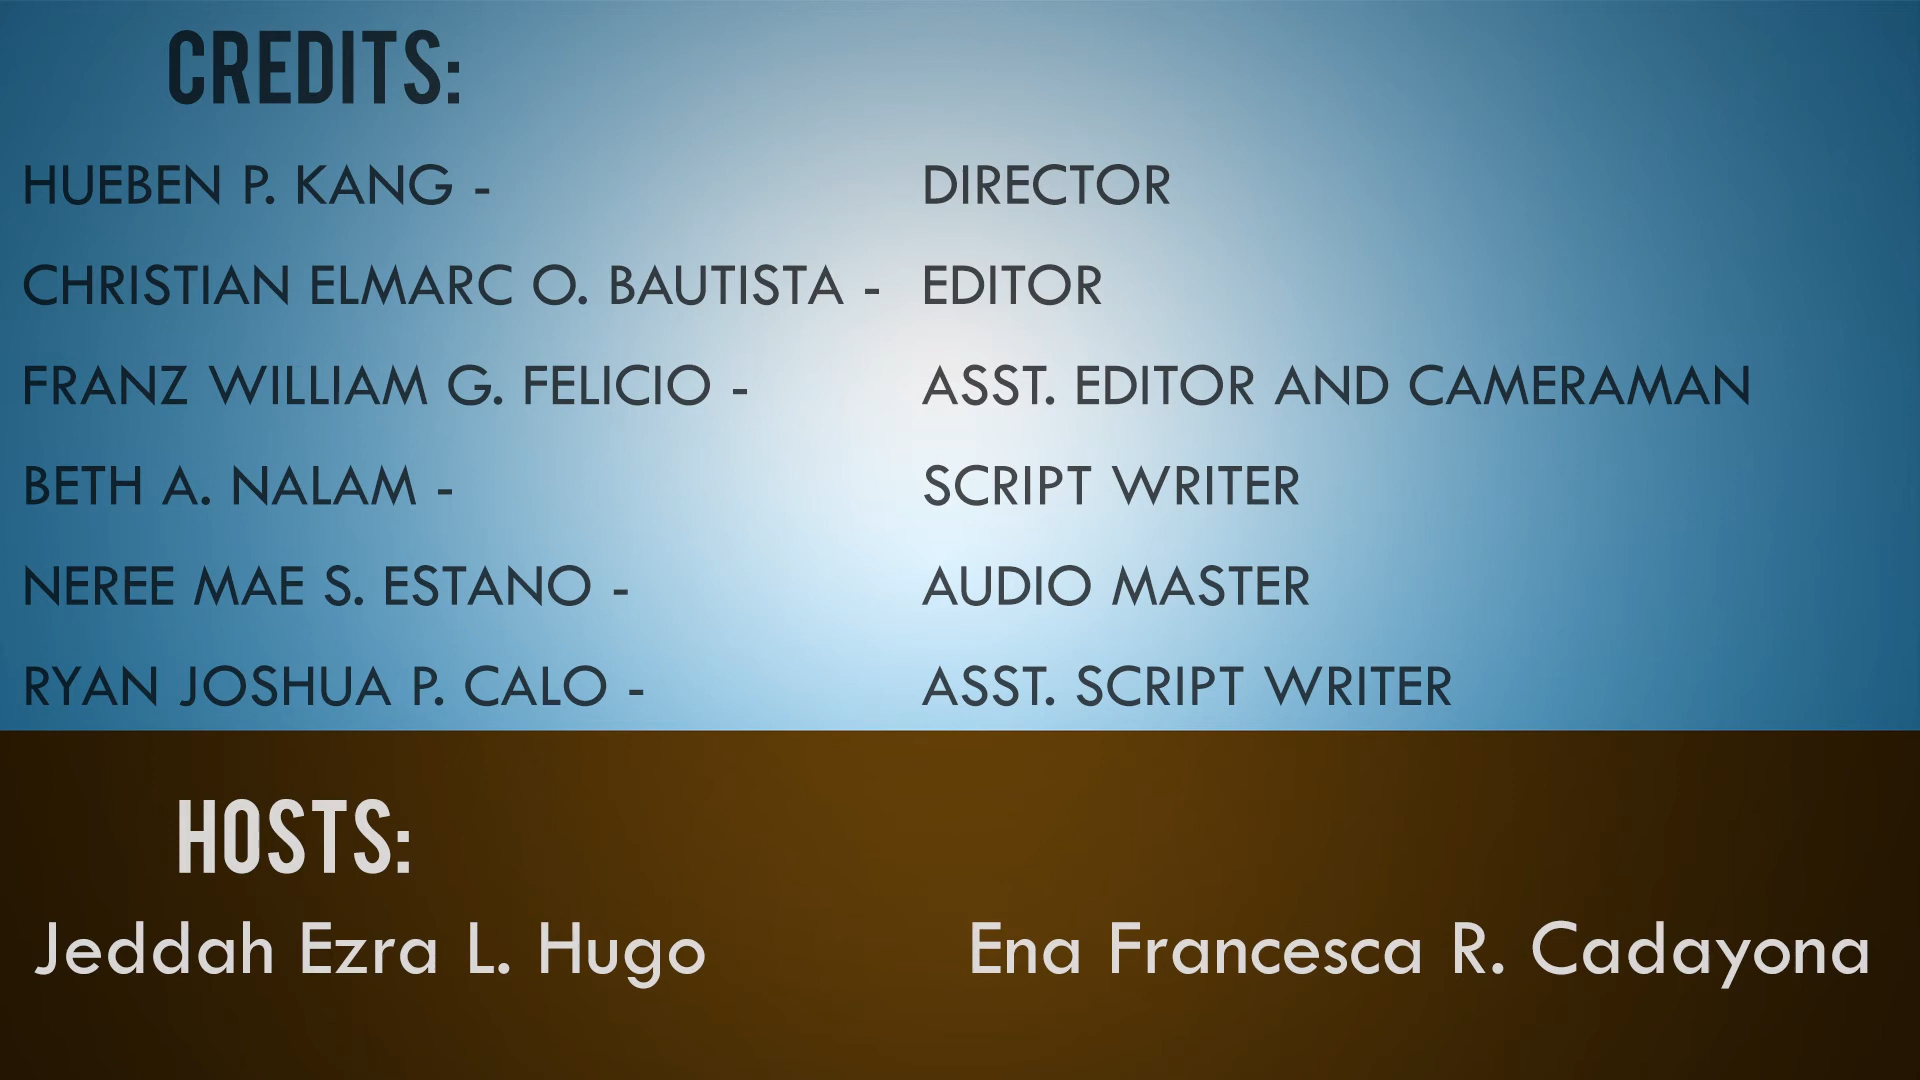 CREDITS:
HUEBEN P. KANG - DIRECTOR
CHRISTIAN ELMARC O. BAUTISTA - EDITOR
FRANZ WILLIAM G. FELICIO - ASST. EDITOR AND CAMERAMAN
BETH A. NALAM - SCRIPT WRITER
NEREE MAE S. ESTANO - AUDIO MASTER
RYAN JOSHUA P. CALO - ASST. SCRIPT WRITER
HOSTS:
Jeddah Ezra L. Hugo Ena Francesca R. Cadayona